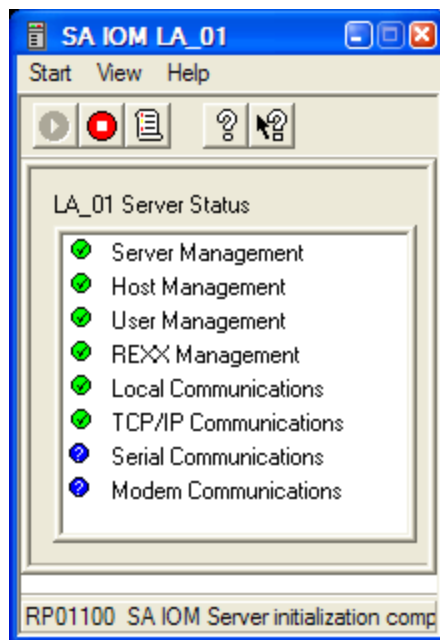 SA IOM LA_01
Start View Help
LA_01 Server Status
Server Management
Host Management
User Management
REXX Management
Local Communications
TCP/IP Communications
Serial Communications
Modem Communications
RP01100 SA IOM Server initialization comp